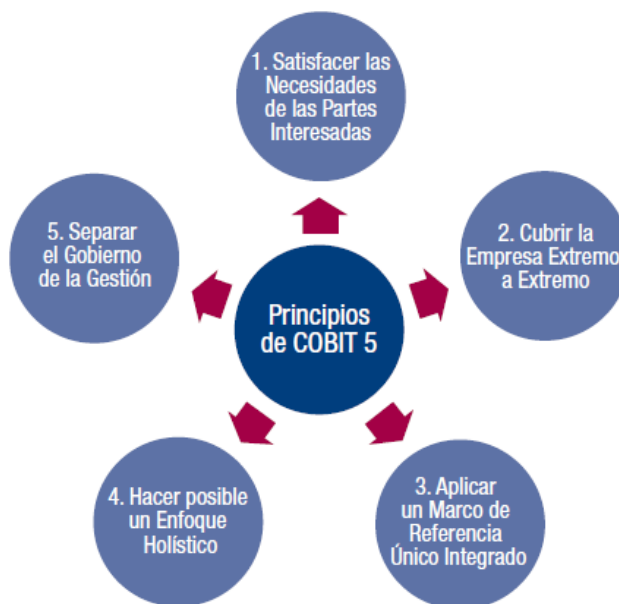 1. Satisfacer las
Necesidades
de las Partes
Interesadas
2. Cubrir la
Empresa Extremo
a Extremo
3. Aplicar
un Marco de
Referencia
Único Integrado
4. Hacer posible
un Enfoque
Holístico
5. Separar
el Gobierno
de la Gestión
Principios
de COBIT 5